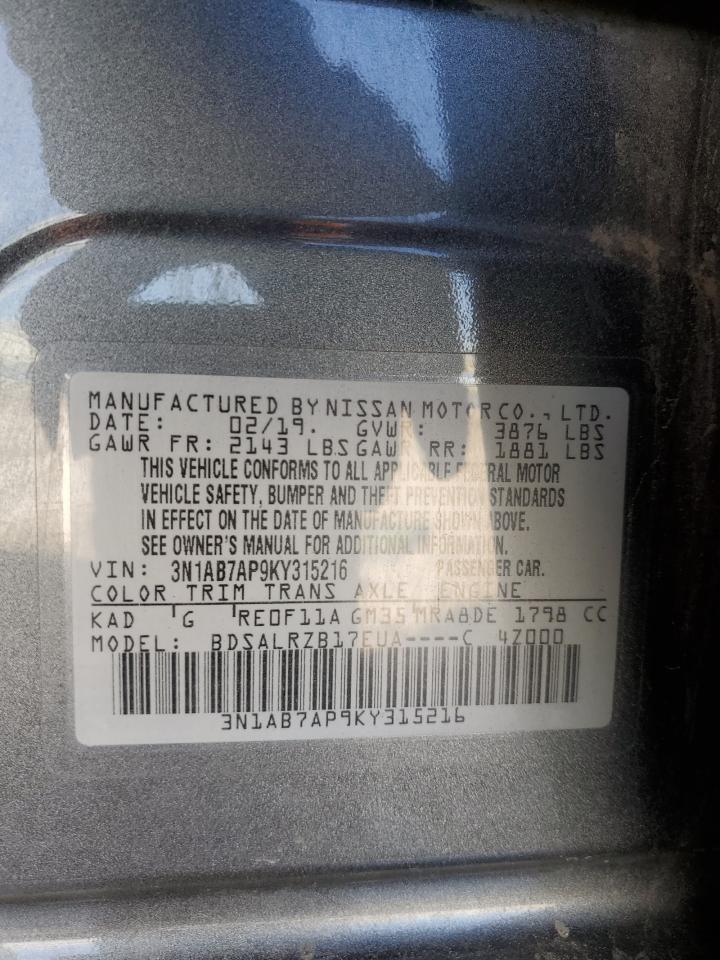 MANUFACTURED BY NISSAN MOTOR CO., LTD.
DATE: 02/19. GVWR: 3876 LBS
GAWR FR: 2143 LBS GAWR RR: 1881 LBS
THIS VEHICLE CONFORMS TO ALL APPLICABLE FEDERAL MOTOR
VEHICLE SAFETY, BUMPER AND THEFT PREVENTION STANDARDS
IN EFFECT ON THE DATE OF MANUFACTURE SHOWN ABOVE.
SEE OWNER'S MANUAL FOR ADDITIONAL INFORMATION.
VIN: 3N1AB7AP9KY315216 PASSENGER CAR.
COLOR TRIM TRANS AXLE ENGINE
KAD G RE0F11A GM35 MRA8DE 1798 CC
MODEL: BDSALRZB17EUA----C 4Z000
3N1AB7AP9KY315216